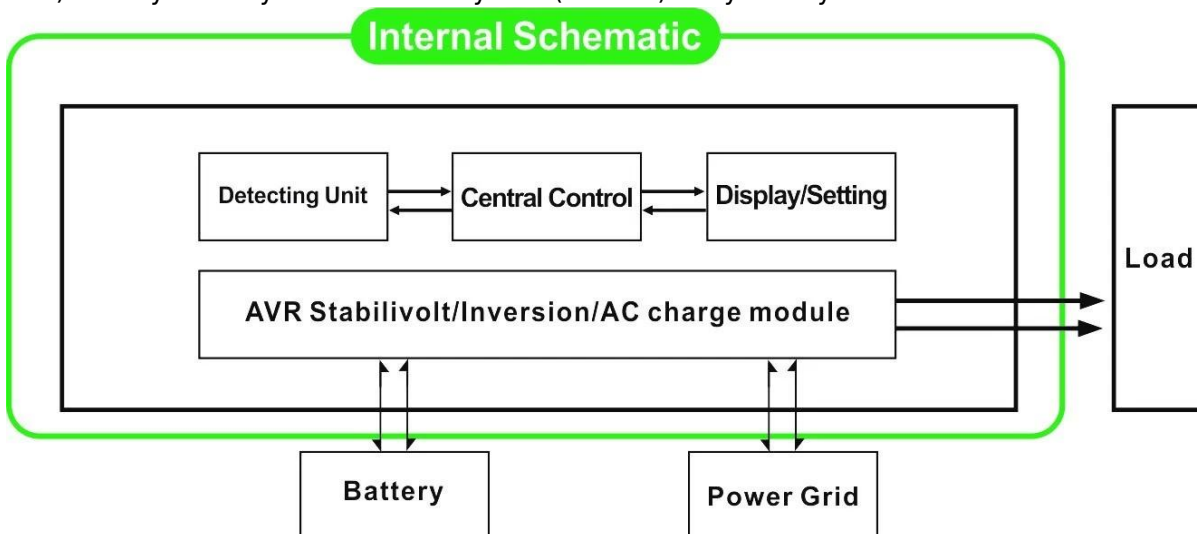 Internal Schematic
Detecting Unit
Central Control
Display/Setting
Load
AVR Stabilivolt/Inversion/AC charge module
Battery
Power Grid